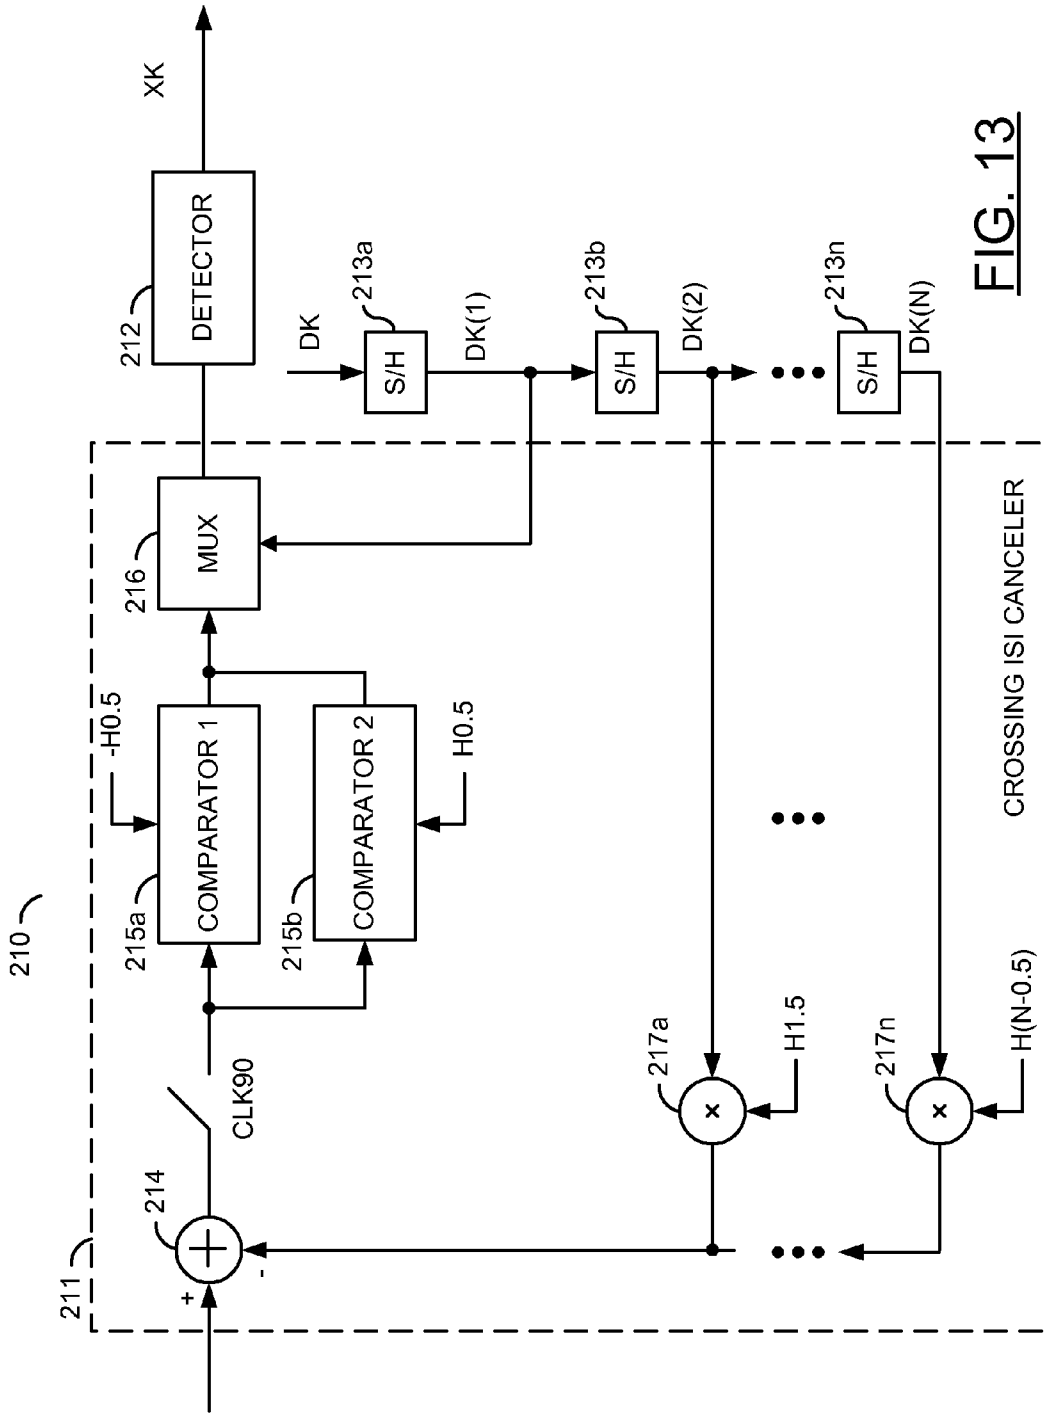 210
211
+
-
214
CLK90
215a
COMPARATOR 1
-H0.5
215b
COMPARATOR 2
H0.5
216
MUX
212
DETECTOR
XK
DK
213a
S/H
DK(1)
213b
S/H
DK(2)
213n
S/H
DK(N)
217a
×
H1.5
217n
×
H(N-0.5)
CROSSING ISI CANCELER
FIG. 13